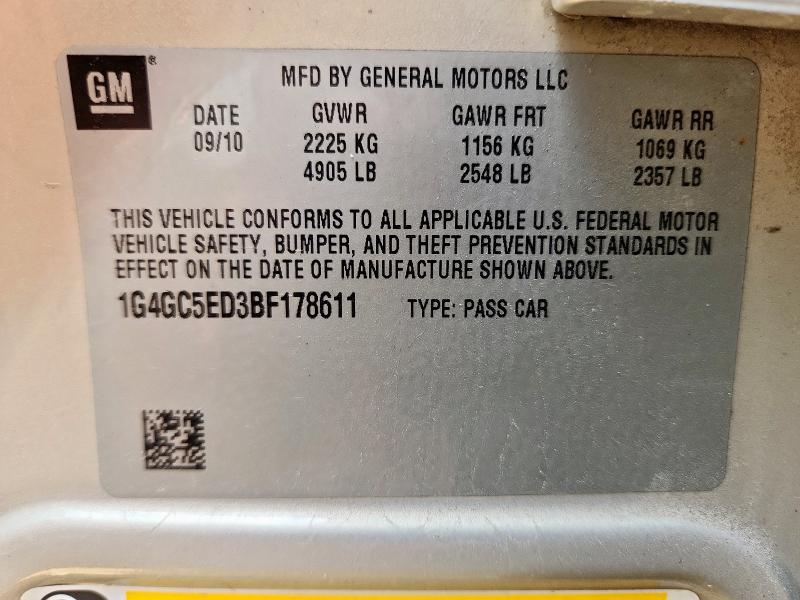 GM ®
MFD BY GENERAL MOTORS LLC
DATE GVWR GAWR FRT GAWR RR
09/10 2225 KG 1156 KG 1069 KG
4905 LB 2548 LB 2357 LB
THIS VEHICLE CONFORMS TO ALL APPLICABLE U.S. FEDERAL MOTOR
VEHICLE SAFETY, BUMPER, AND THEFT PREVENTION STANDARDS IN
EFFECT ON THE DATE OF MANUFACTURE SHOWN ABOVE.
1G4GC5ED3BF178611 TYPE: PASS CAR